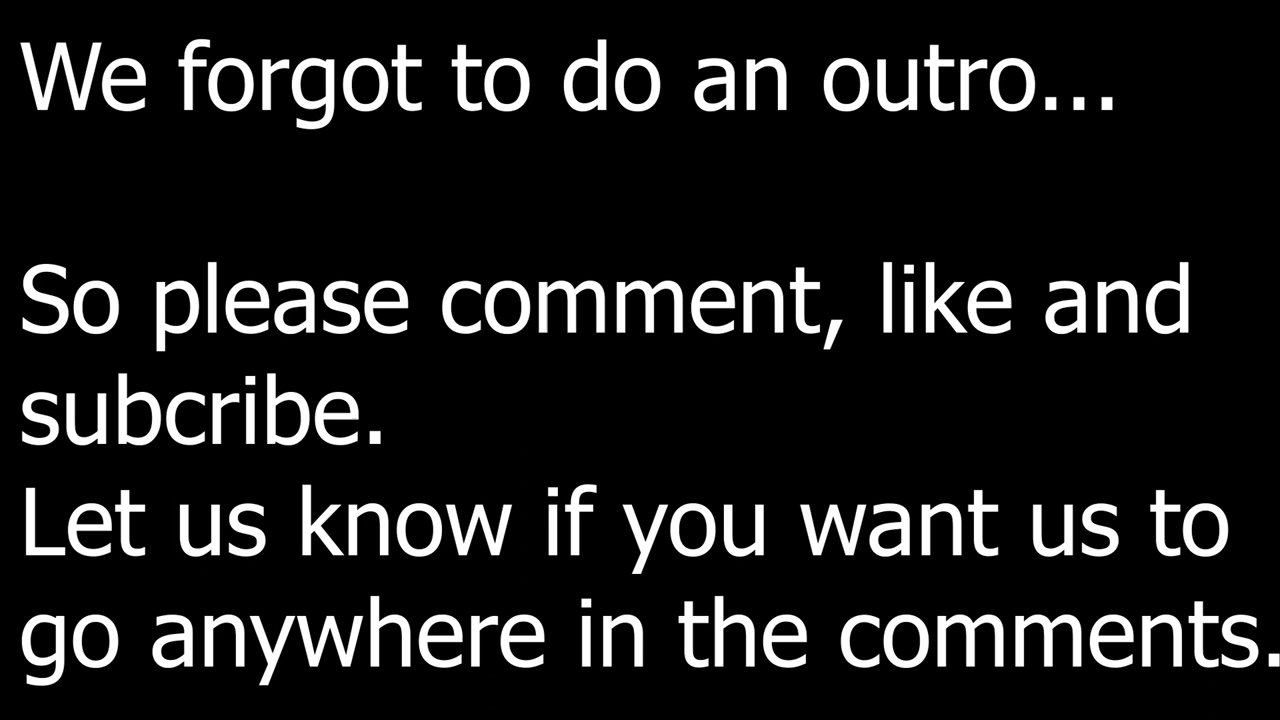 We forgot to do an outro...
So please comment, like and
subcribe.
Let us know if you want us to
go anywhere in the comments.